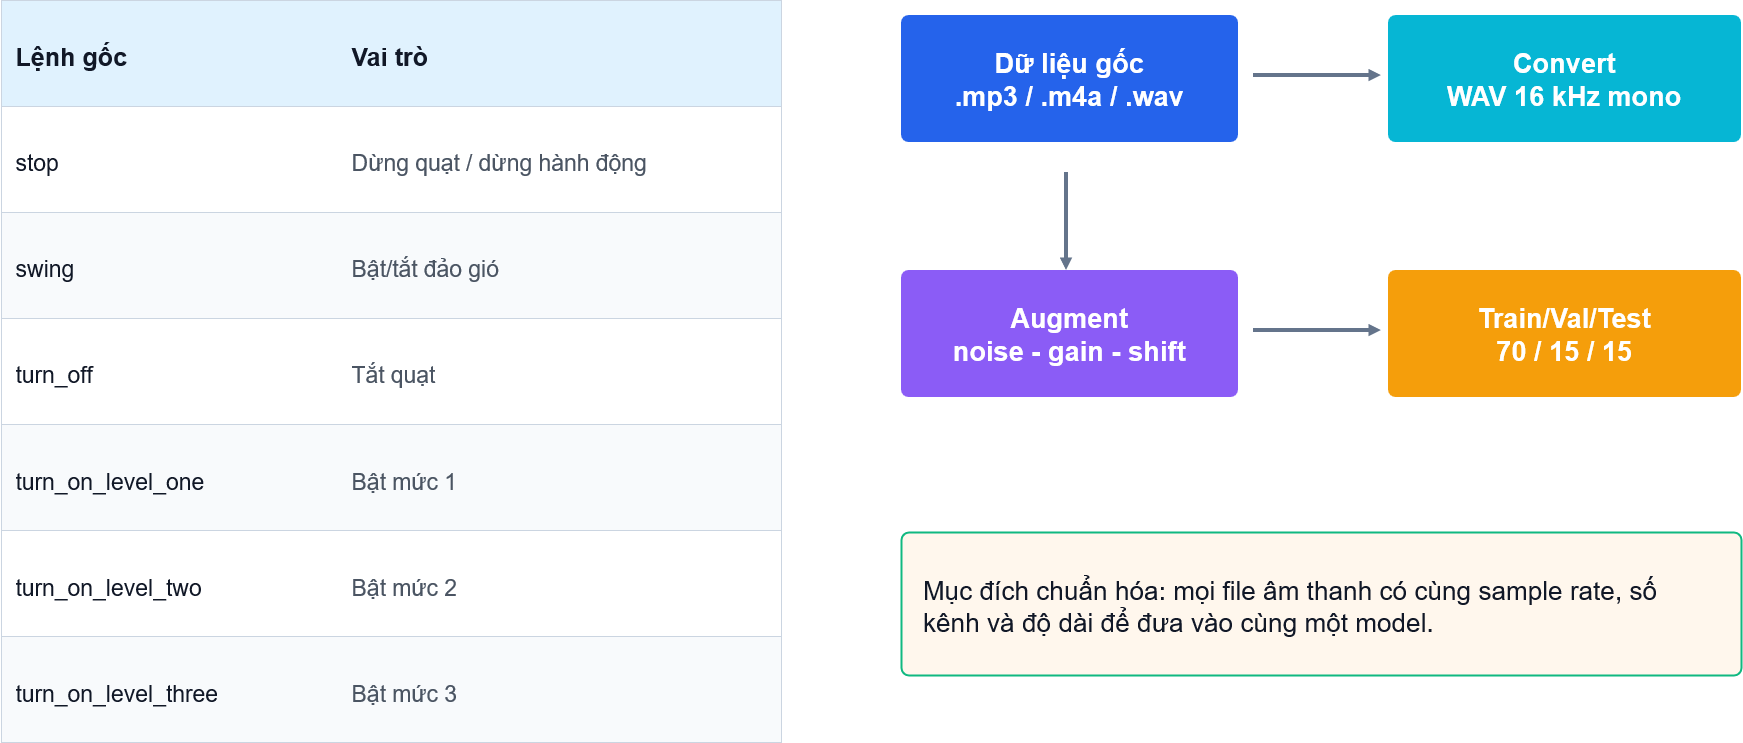 Lệnh gốc Vai trò
stop Dừng quạt / dừng hành động
swing Bật/tắt đảo gió
turn_off Tắt quạt
turn_on_level_one Bật mức 1
turn_on_level_two Bật mức 2
turn_on_level_three Bật mức 3
Dữ liệu gốc
.mp3 / .m4a / .wav
Convert
WAV 16 kHz mono
Augment
noise - gain - shift
Train/Val/Test
70 / 15 / 15
Mục đích chuẩn hóa: mọi file âm thanh có cùng sample rate, số
kênh và độ dài để đưa vào cùng một model.